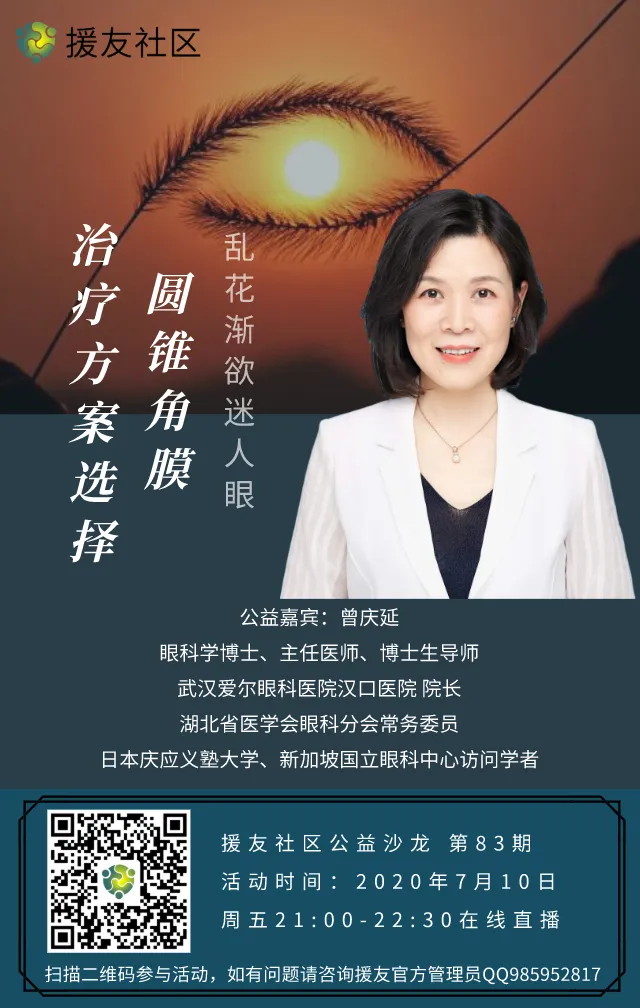 援友社区
乱花渐欲迷人眼
圆锥角膜
治疗方案选择
公益嘉宾：曾庆延
眼科学博士、主任医师、博士生导师
武汉爱尔眼科医院汉口医院 院长
湖北省医学会眼科分会常务委员
日本庆应义塾大学、新加坡国立眼科中心访问学者
援友社区公益沙龙 第83期
活动时间：2020年7月10日
周五21:00-22:30在线直播
扫描二维码参与活动，如有问题请咨询援友官方管理员QQ985952817